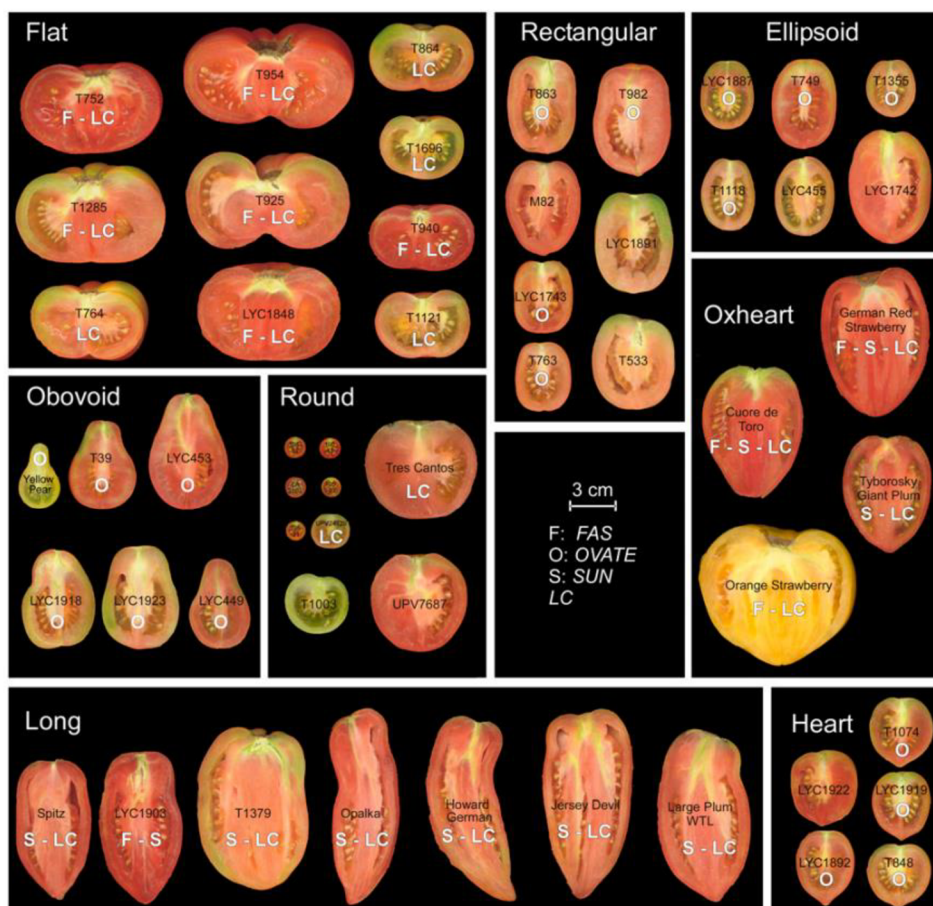 Flat
T752
F - LC
T954
F - LC
T864
LC
T1696
LC
T1285
F - LC
T925
F - LC
T940
F - LC
T764
LC
LYC1848
F - LC
T1121
LC
Rectangular
T863
O
T982
O
M82
LYC1891
LYC1743
O
T763
O
T533
Ellipsoid
LYC1887
O
T749
O
T1355
O
T1118
O
LYC455
LYC1742
Oxheart
German Red
Strawberry
F - S - LC
Cuore de
Toro
F - S - LC
Tyborosky
Giant Plum
S - LC
Orange Strawberry
F - LC
Obovoid
O
Yellow
Pear
T39
O
LYC453
O
LYC1918
O
LYC1923
O
LYC449
O
Round
Tres Cantos
LC
LC
T1003
UPV7687
3 cm
F: FAS
O: OVATE
S: SUN
LC
Long
Spitz
S - LC
LYC1903
F - S
T1379
S - LC
Opalkal
S - LC
Howard
German
S - LC
Jersey Devil
S - LC
Large Plum
WTL
S - LC
Heart
T1074
O
LYC1922
LYC1919
O
LYC1892
O
T848
O